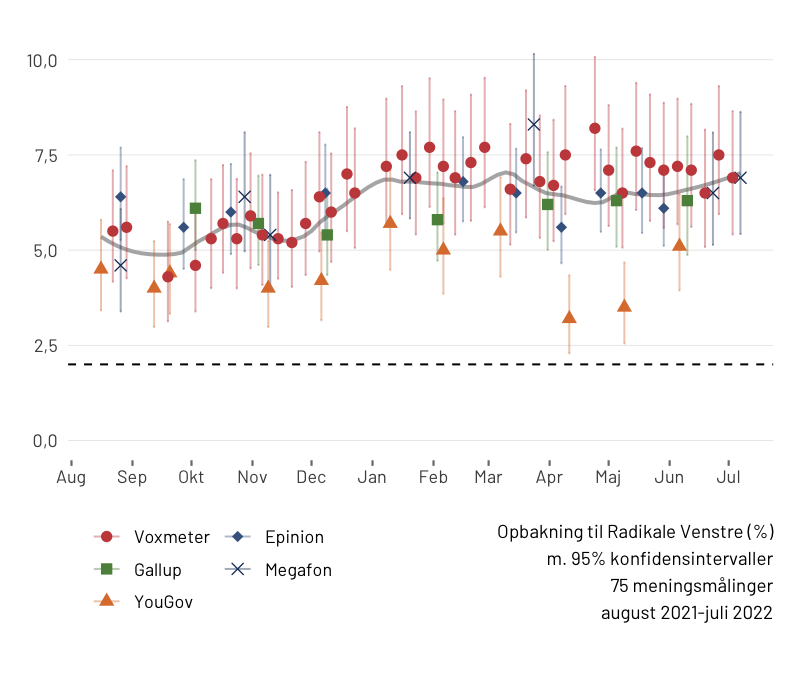 10,0
7,5
5,0
2,5
0,0
Aug Sep Okt Nov Dec Jan Feb Mar Apr Maj Jun Jul
Voxmeter Epinion
Gallup Megafon
YouGov
Opbakning til Radikale Venstre (%)
m. 95% konfidensintervaller
75 meningsmålinger
august 2021-juli 2022